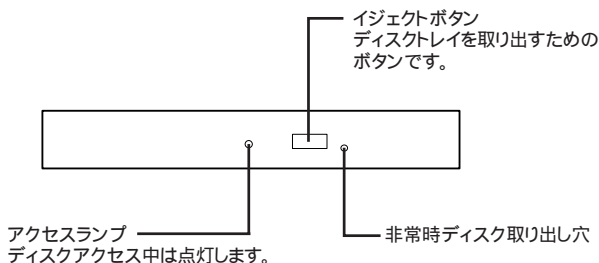 イジェクトボタン
ディスクトレイを取り出すための
ボタンです。
アクセスランプ
ディスクアクセス中は点灯します。
非常時ディスク取り出し穴